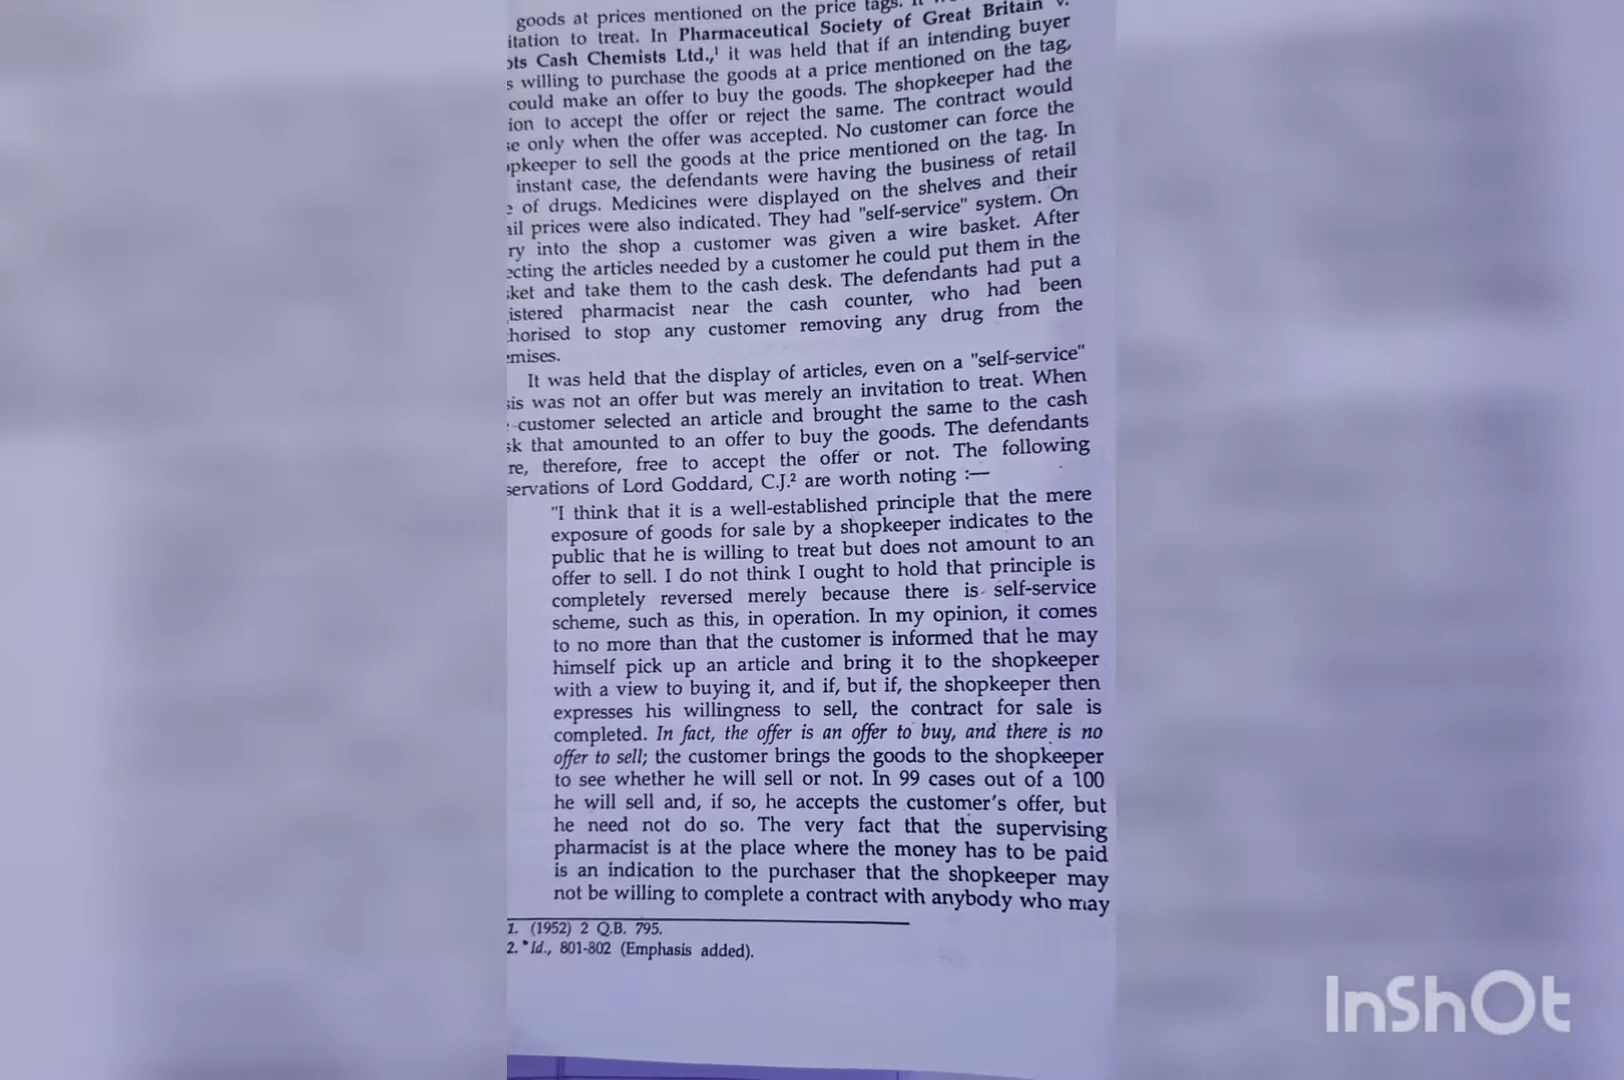 goods at prices mentioned on the price tags.
itation to treat. In Pharmaceutical Society of Great Britain v.
ots Cash Chemists Ltd.,¹ it was held that if an intending buyer
s willing to purchase the goods at a price mentioned on the tag,
could make an offer to buy the goods. The shopkeeper had the
ion to accept the offer or reject the same. The contract would
se only when the offer was accepted. No customer can force the
opkeeper to sell the goods at the price mentioned on the tag. In
instant case, the defendants were having the business of retail
e of drugs. Medicines were displayed on the shelves and their
ail prices were also indicated. They had "self-service" system. On
ry into the shop a customer was given a wire basket. After
ecting the articles needed by a customer he could put them in the
sket and take them to the cash desk. The defendants had put a
istered pharmacist near the cash counter, who had been
horised to stop any customer removing any drug from the
emises.
It was held that the display of articles, even on a "self-service"
sis was not an offer but was merely an invitation to treat. When
customer selected an article and brought the same to the cash
sk that amounted to an offer to buy the goods. The defendants
re, therefore, free to accept the offer or not. The following
servations of Lord Goddard, C.J.² are worth noting :—
"I think that it is a well-established principle that the mere
exposure of goods for sale by a shopkeeper indicates to the
public that he is willing to treat but does not amount to an
offer to sell. I do not think I ought to hold that principle is
completely reversed merely because there is self-service
scheme, such as this, in operation. In my opinion, it comes
to no more than that the customer is informed that he may
himself pick up an article and bring it to the shopkeeper
with a view to buying it, and if, but if, the shopkeeper then
expresses his willingness to sell, the contract for sale is
completed. In fact, the offer is an offer to buy, and there is no
offer to sell; the customer brings the goods to the shopkeeper
to see whether he will sell or not. In 99 cases out of a 100
he will sell and, if so, he accepts the customer's offer, but
he need not do so. The very fact that the supervising
pharmacist is at the place where the money has to be paid
is an indication to the purchaser that the shopkeeper may
not be willing to complete a contract with anybody who may
1. (1952) 2 Q.B. 795.
2. Id., 801-802 (Emphasis added).
InShOt